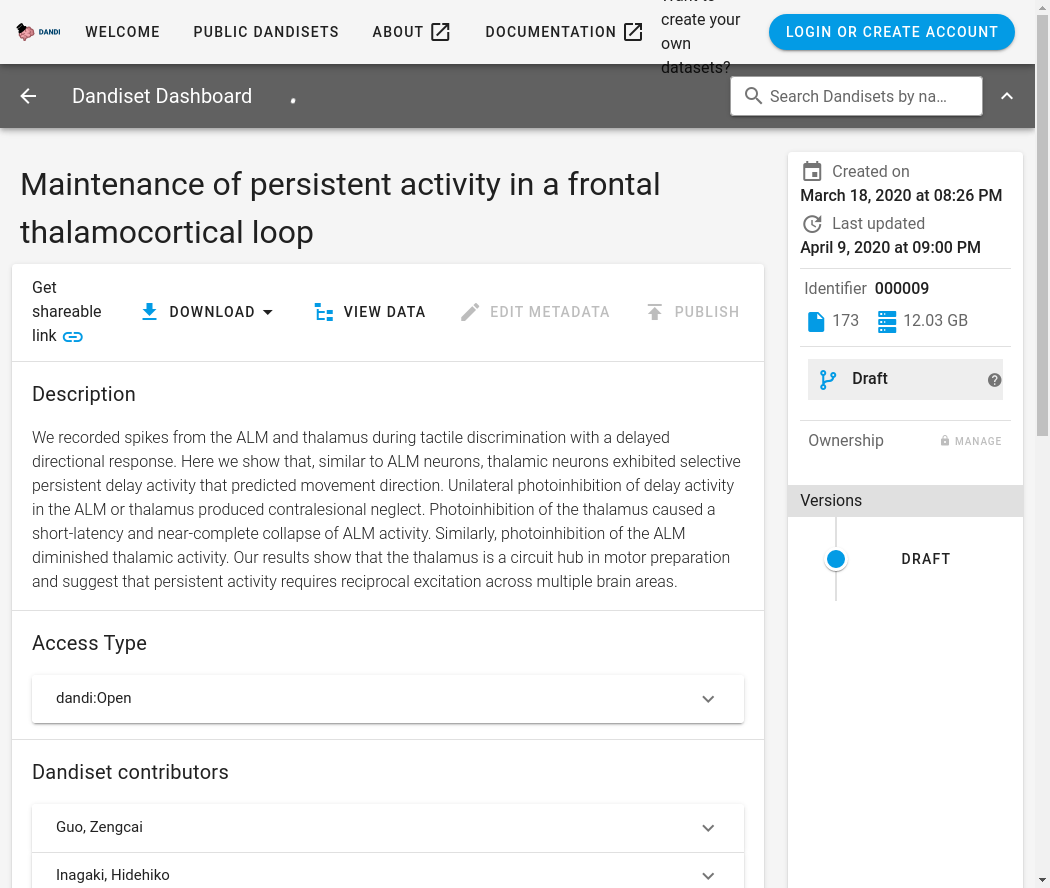 DANDI
WELCOME
PUBLIC DANDISETS
ABOUT
DOCUMENTATION
create your
own
datasets?
LOGIN OR CREATE ACCOUNT
Dandiset Dashboard
Search Dandisets by na…
Maintenance of persistent activity in a frontal
thalamocortical loop
Get
shareable
link
DOWNLOAD
VIEW DATA
EDIT METADATA
PUBLISH
Description
We recorded spikes from the ALM and thalamus during tactile discrimination with a delayed
directional response. Here we show that, similar to ALM neurons, thalamic neurons exhibited selective
persistent delay activity that predicted movement direction. Unilateral photoinhibition of delay activity
in the ALM or thalamus produced contralesional neglect. Photoinhibition of the thalamus caused a
short-latency and near-complete collapse of ALM activity. Similarly, photoinhibition of the ALM
diminished thalamic activity. Our results show that the thalamus is a circuit hub in motor preparation
and suggest that persistent activity requires reciprocal excitation across multiple brain areas.
Access Type
dandi:Open
Dandiset contributors
Guo, Zengcai
Inagaki, Hidehiko
Created on
March 18, 2020 at 08:26 PM
Last updated
April 9, 2020 at 09:00 PM
Identifier 000009
173 12.03 GB
Draft
Ownership
MANAGE
Versions
DRAFT